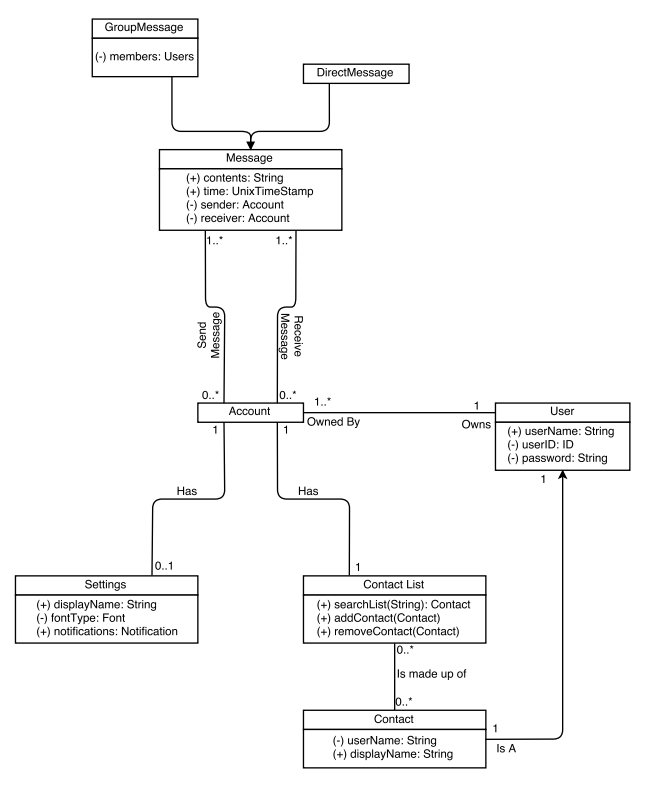 GroupMessage
(-) members: Users
DirectMessage
Message
(+) contents: String
(+) time: UnixTimeStamp
(-) sender: Account
(-) receiver: Account
1..*
1..*
Send
Message
Receive
Message
0..*
0..*
Account
1..*
1
Owned By
Owns
User
(+) userName: String
(-) userID: ID
(-) password: String
1
1
1
Has
Has
0..1
1
Settings
(+) displayName: String
(-) fontType: Font
(+) notifications: Notification
Contact List
(+) searchList(String): Contact
(+) addContact(Contact)
(+) removeContact(Contact)
0..*
Is made up of
0..*
Contact
(-) userName: String
(+) displayName: String
1
Is A